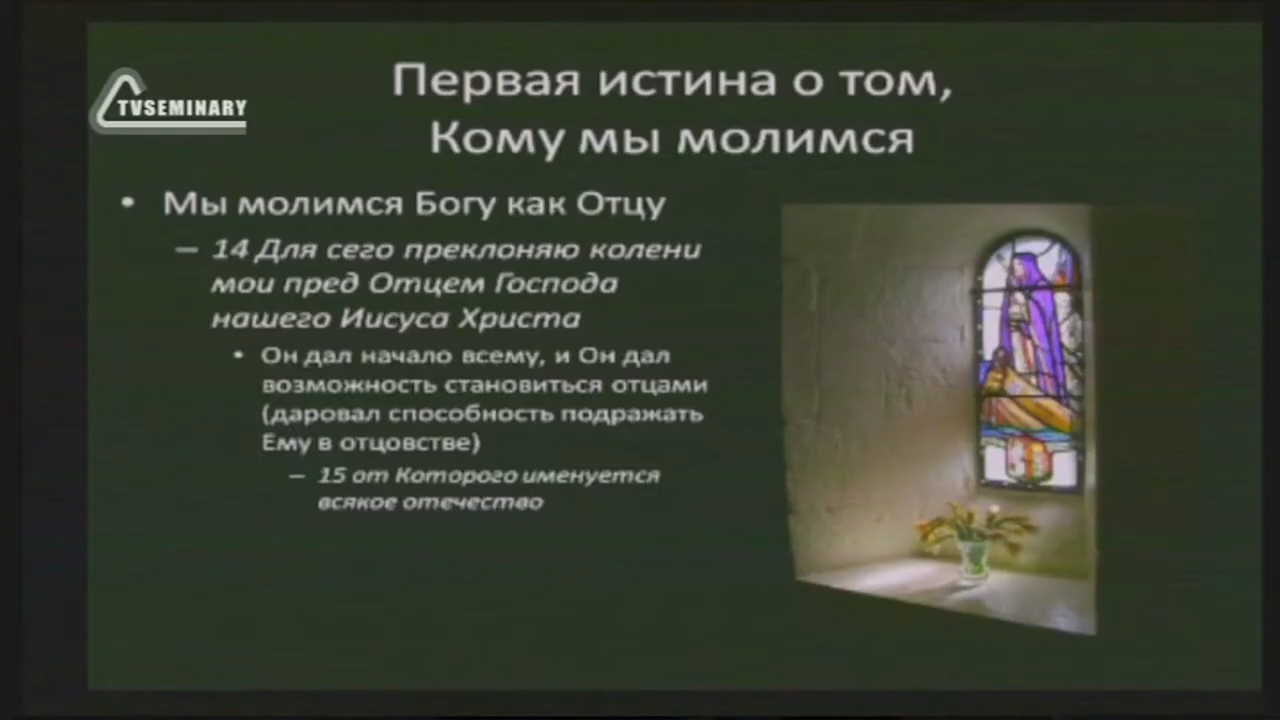 TVSEMINARY
Первая истина о том,
Кому мы молимся
• Мы молимся Богу как Отцу
– 14 Для сего преклоняю колени
мои пред Отцем Господа
нашего Иисуса Христа
• Он дал начало всему, и Он дал
возможность становиться отцами
(даровал способность подражать
Ему в отцовстве)
– 15 от Которого именуется
всякое отечество